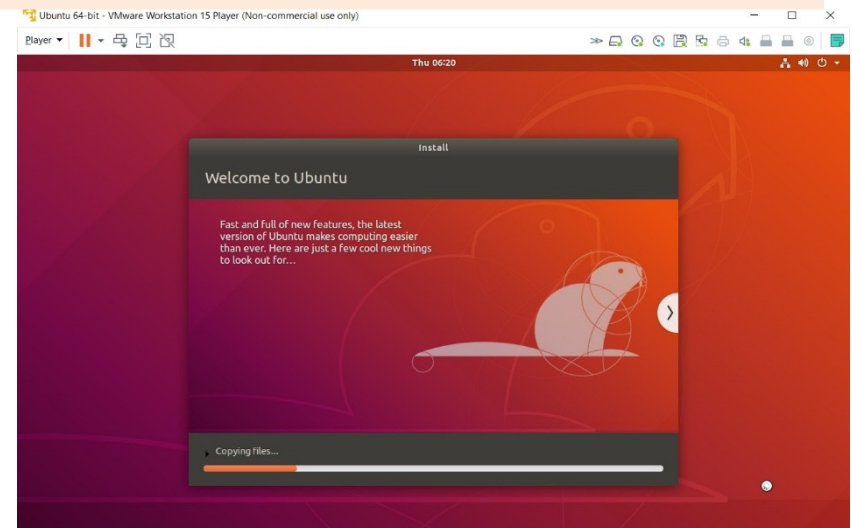 Ubuntu 64-bit - VMware Workstation 15 Player (Non-commercial use only)
Player
Thu 06:20
Install
Welcome to Ubuntu
Fast and full of new features, the latest
version of Ubuntu makes computing easier
than ever. Here are just a few cool new things
to look out for...
Copying files...